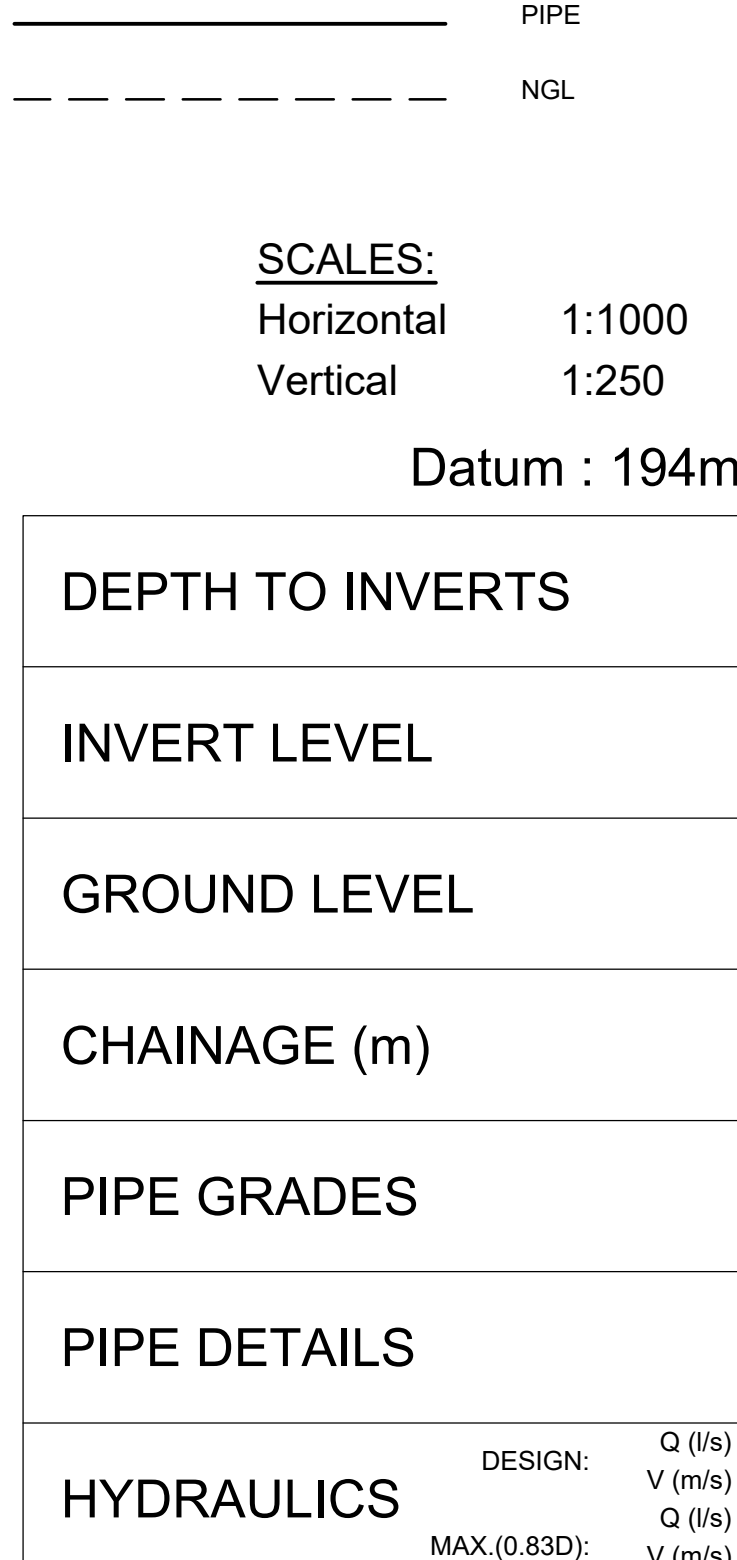 PIPE
NGL
SCALES:
Horizontal 1:1000
Vertical 1:250
Datum : 194m
DEPTH TO INVERTS
INVERT LEVEL
GROUND LEVEL
CHAINAGE (m)
PIPE GRADES
PIPE DETAILS
HYDRAULICS
DESIGN: Q (l/s)
V (m/s)
MAX.(0.83D): Q (l/s)
V (m/s)